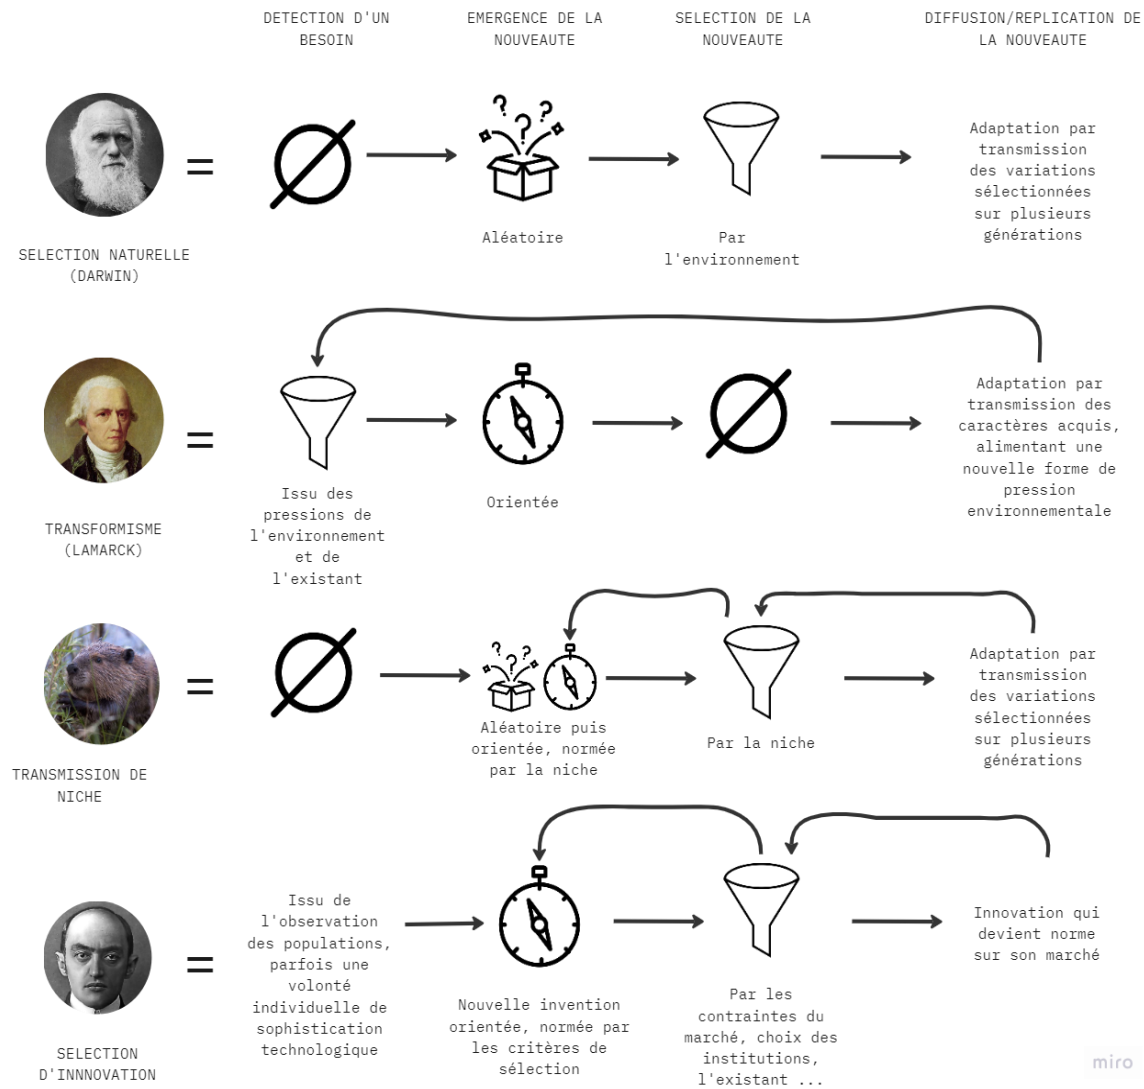 DETECTION D'UN
BESOIN
EMERGENCE DE LA
NOUVEAUTE
SELECTION DE LA
NOUVEAUTE
DIFFUSION/REPLICATION DE
LA NOUVEAUTE
SELECTION NATURELLE
(DARWIN)
=
Aléatoire
Par
l'environnement
Adaptation par
transmission
des variations
sélectionnées
sur plusieurs
générations
TRANSFORMISME
(LAMARCK)
=
Issu des
pressions de
l'environnement
et de
l'existant
Orientée
Adaptation par
transmission des
caractères acquis,
alimentant une
nouvelle forme de
pression
environnementale
TRANSMISSION DE
NICHE
=
Aléatoire puis
orientée, normée
par la niche
Par la niche
Adaptation par
transmission
des variations
sélectionnées
sur plusieurs
générations
SELECTION
D'INNNOVATION
=
Issu de
l'observation
des populations,
parfois une
volonté
individuelle de
sophistication
technologique
Nouvelle invention
orientée, normée par
les critères de
sélection
Par les
contraintes du
marché, choix des
institutions,
l'existant ...
Innovation qui
devient norme
sur son marché
miro